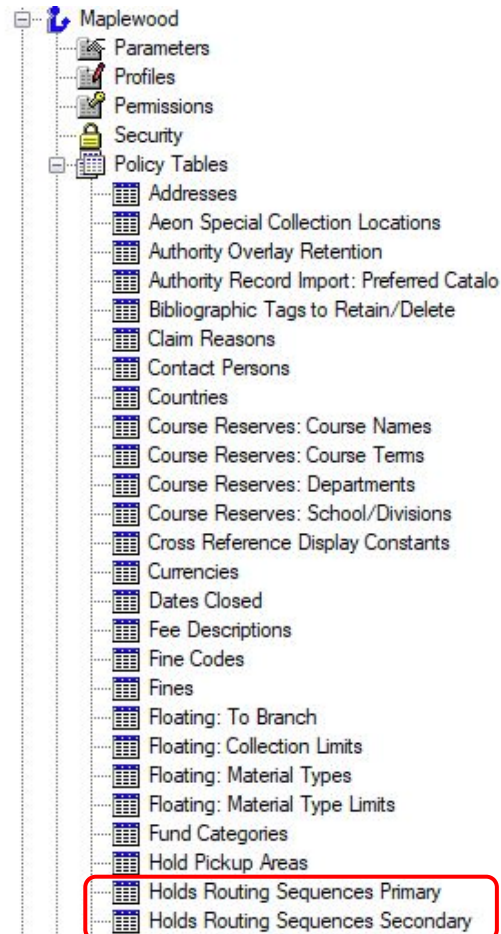 Maplewood
Parameters
Profiles
Permissions
Security
Policy Tables
Addresses
Aeon Special Collection Locations
Authority Overlay Retention
Authority Record Import: Preferred Catalo
Bibliographic Tags to Retain/Delete
Claim Reasons
Contact Persons
Countries
Course Reserves: Course Names
Course Reserves: Course Terms
Course Reserves: Departments
Course Reserves: School/Divisions
Cross Reference Display Constants
Currencies
Dates Closed
Fee Descriptions
Fine Codes
Fines
Floating: To Branch
Floating: Collection Limits
Floating: Material Types
Floating: Material Type Limits
Fund Categories
Hold Pickup Areas
Holds Routing Sequences Primary
Holds Routing Sequences Secondary